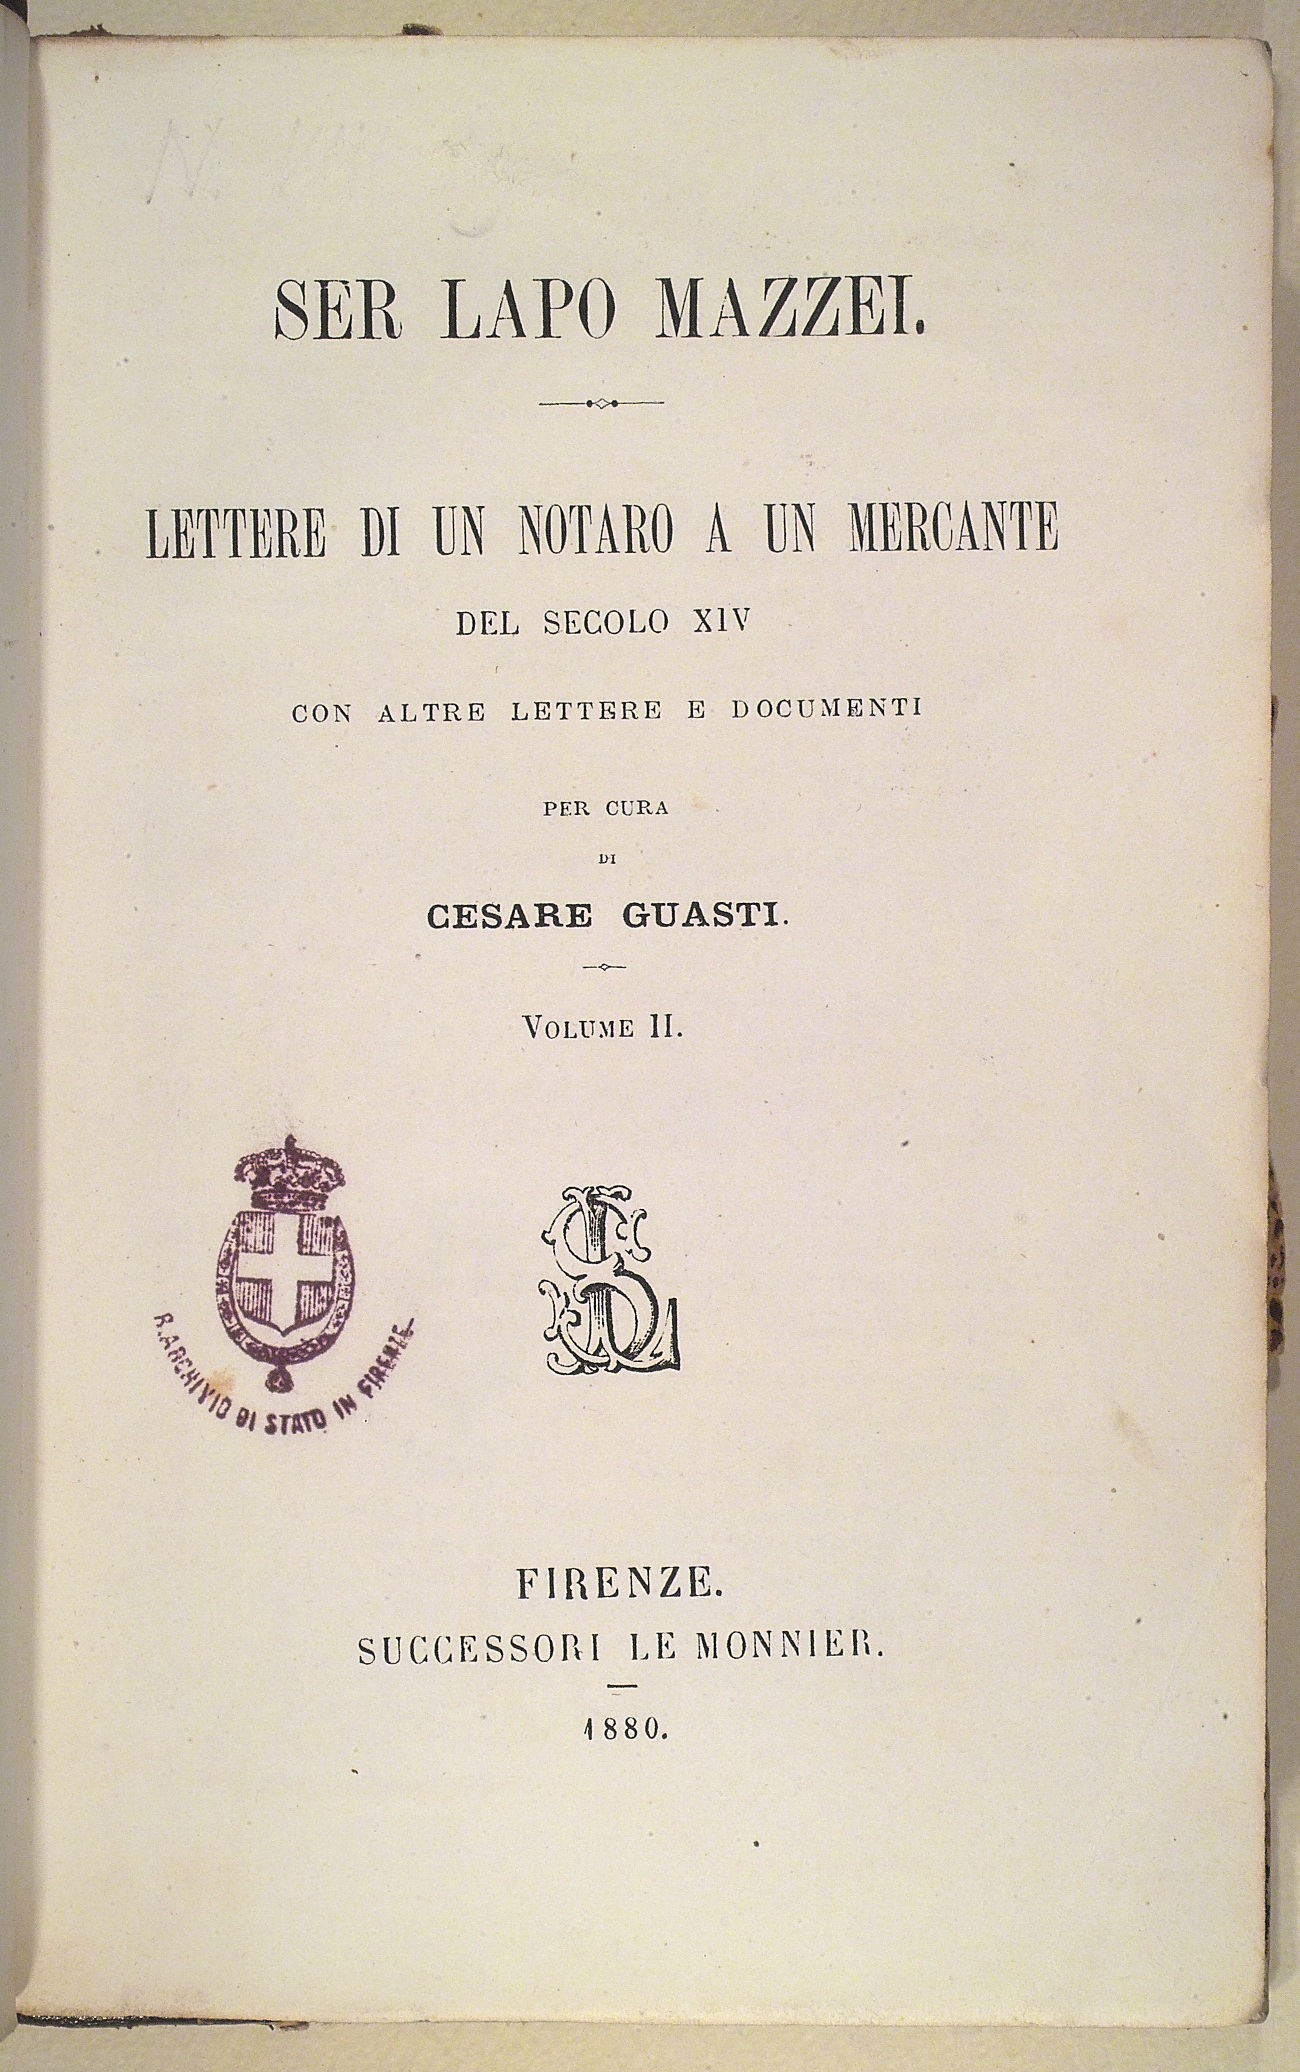 SER LAPO MAZZEI.
LETTERE DI UN NOTARO A UN MERCANTE
DEL SECOLO XIV
CON ALTRE LETTERE E DOCUMENTI
PER CURA
DI
CESARE GUASTI.
VOLUME II.
R. ARCHIVIO DI STATO IN FIRENZE
FIRENZE.
SUCCESSORI LE MONNIER.
1880.